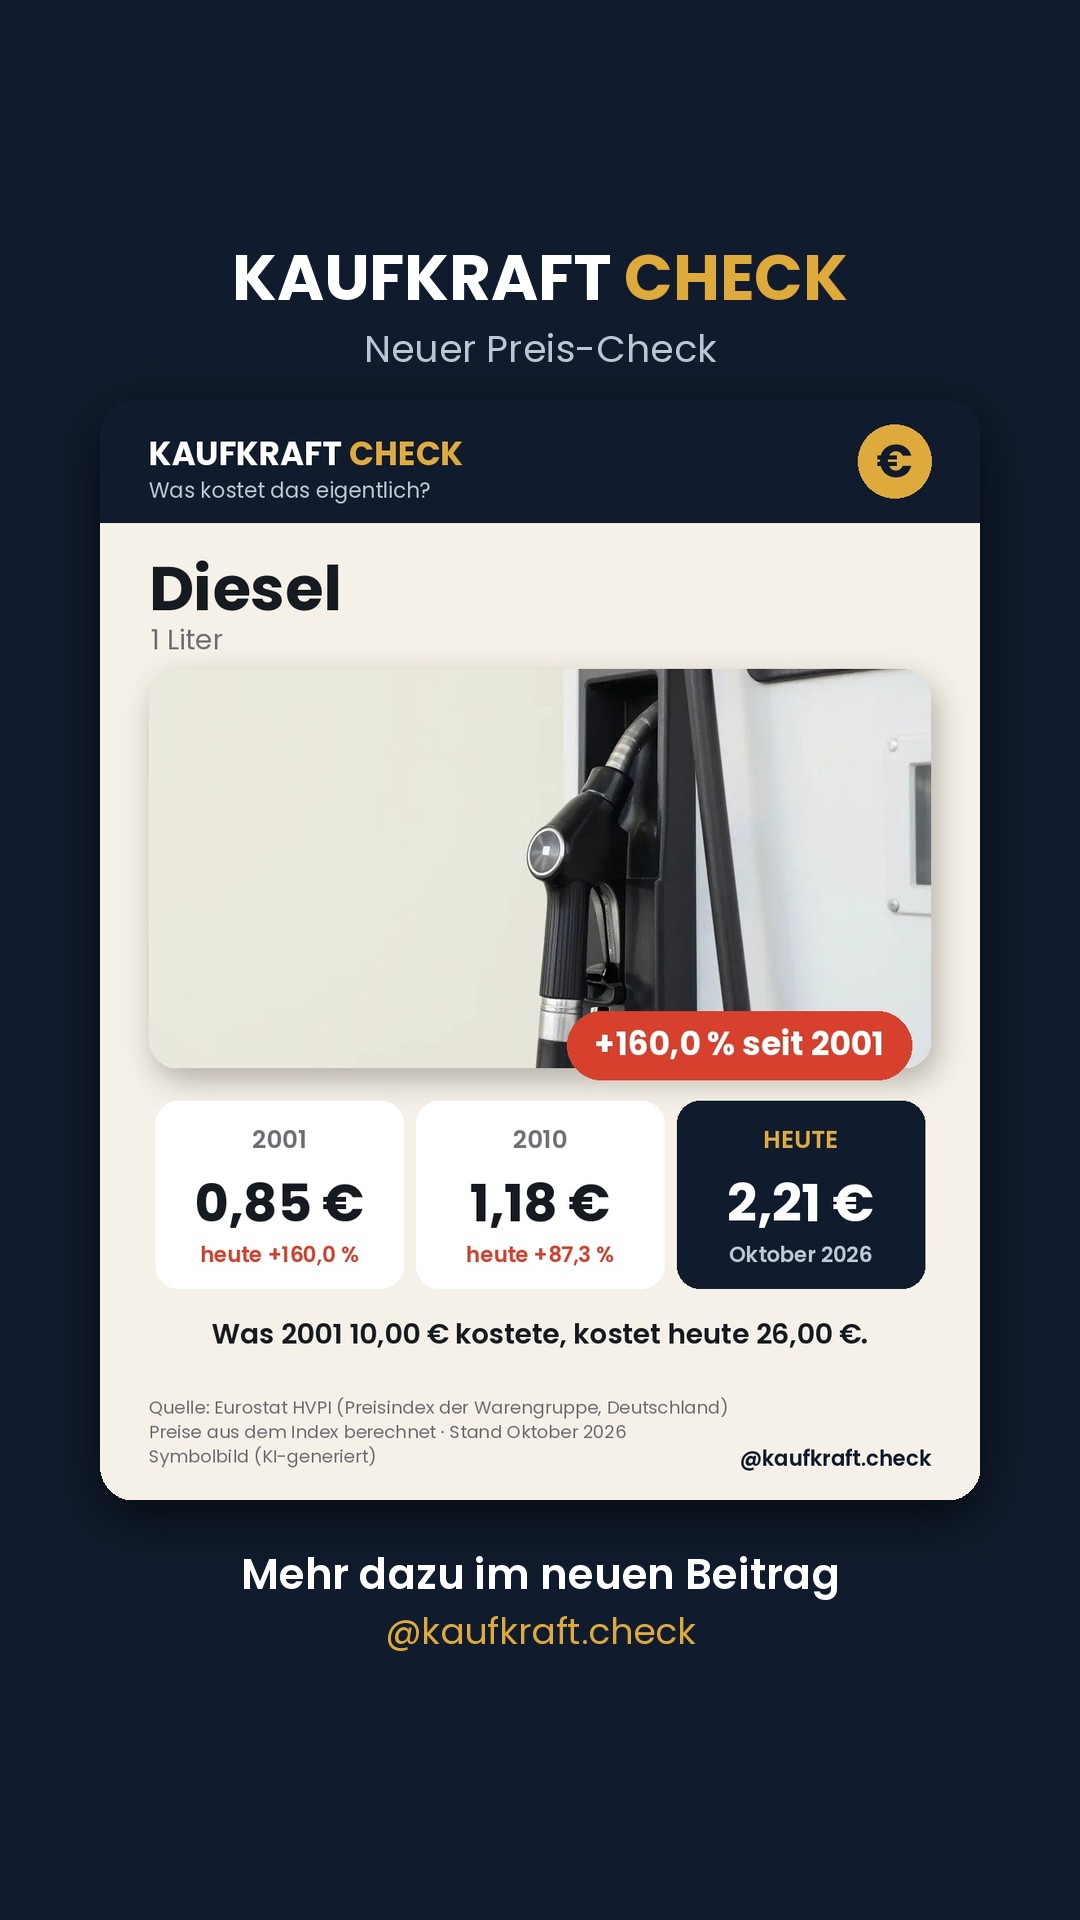 KAUFKRAFT CHECK
Neuer Preis-Check
KAUFKRAFT CHECK
Was kostet das eigentlich?
€
Diesel
1 Liter
+160,0 % seit 2001
2001
0,85 €
heute +160,0 %
2010
1,18 €
heute +87,3 %
HEUTE
2,21 €
Oktober 2026
Was 2001 10,00 € kostete, kostet heute 26,00 €.
Quelle: Eurostat HVPI (Preisindex der Warengruppe, Deutschland)
Preise aus dem Index berechnet · Stand Oktober 2026
Symbolbild (KI-generiert)
@kaufkraft.check
Mehr dazu im neuen Beitrag
@kaufkraft.check